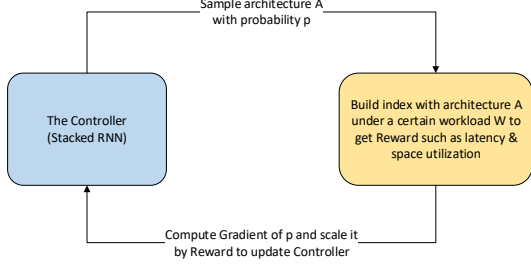 Sample architecture A
with probability p
The Controller
(Stacked RNN)
Build index with architecture A
under a certain workload W to
get Reward such as latency &
space utilization
Compute Gradient of p and scale it
by Reward to update Controller